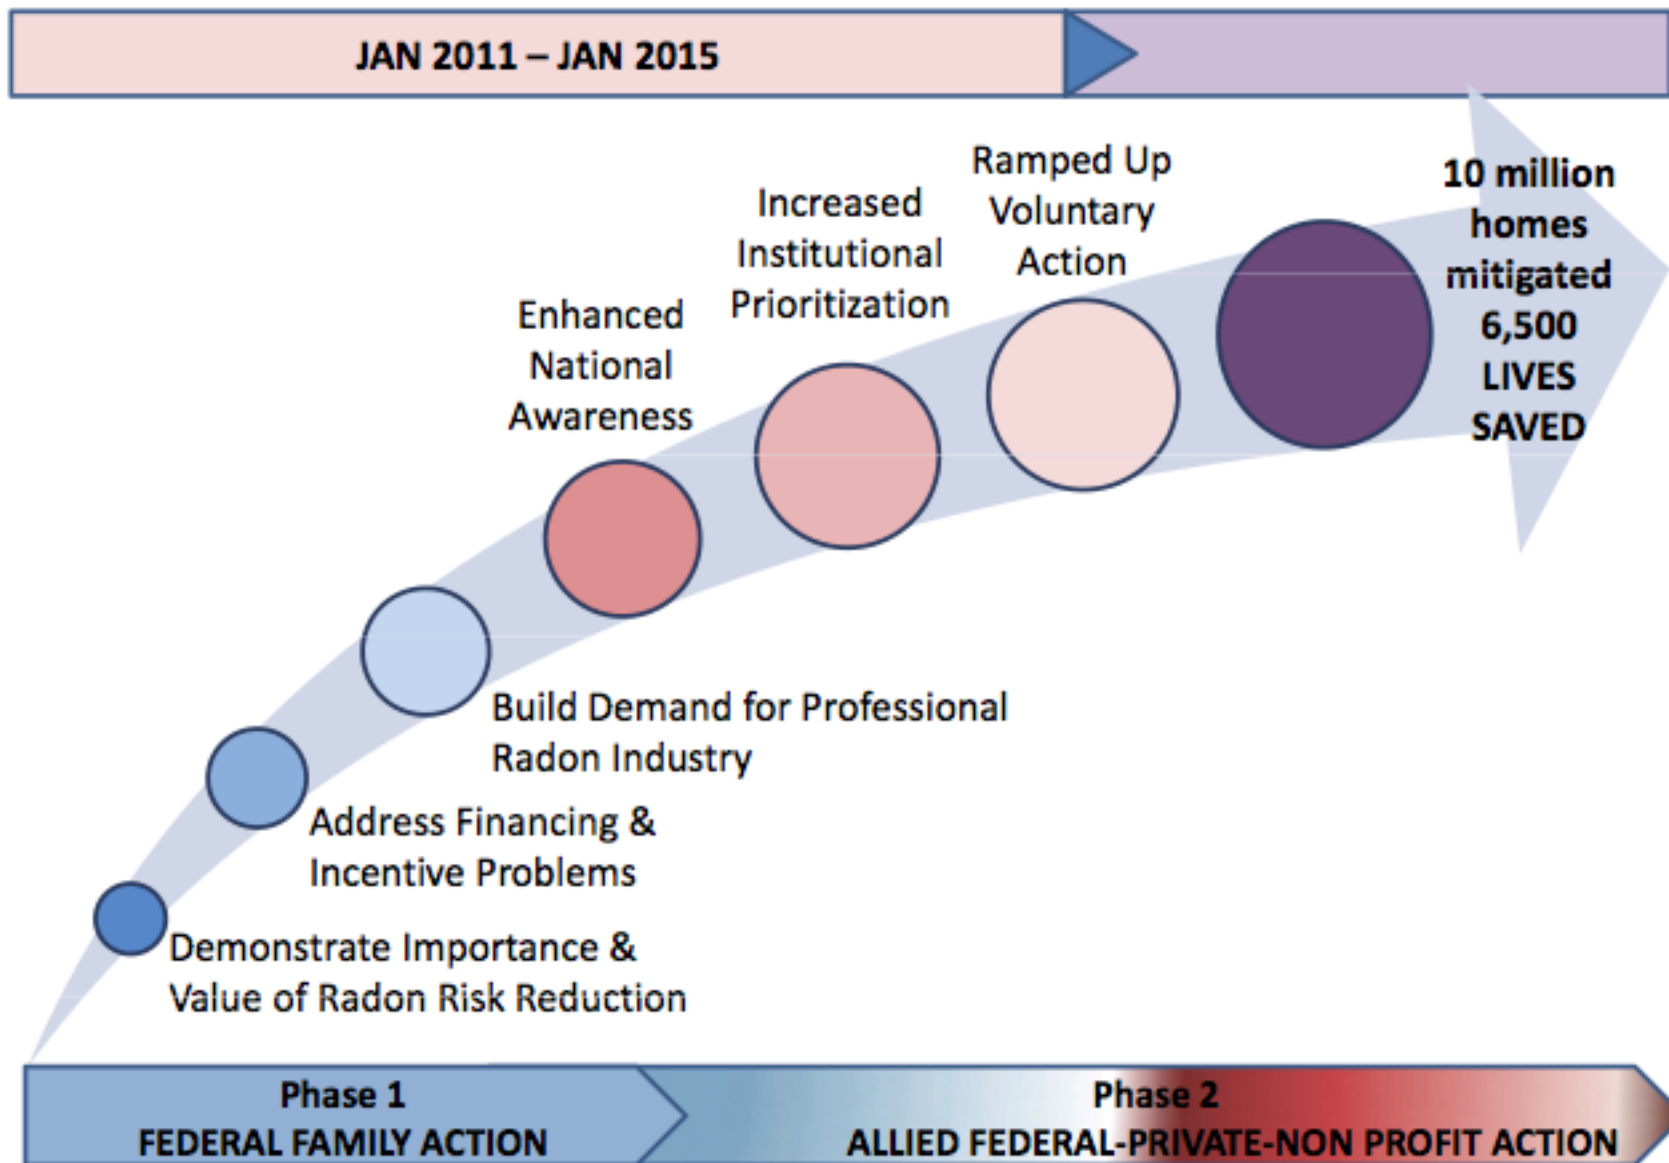 JAN 2011 – JAN 2015
Ramped Up
Voluntary
Action
10 million
homes
mitigated
6,500
LIVES
SAVED
Increased
Institutional
Prioritization
Enhanced
National
Awareness
Build Demand for Professional
Radon Industry
Address Financing &
Incentive Problems
Demonstrate Importance &
Value of Radon Risk Reduction
Phase 1
FEDERAL FAMILY ACTION
Phase 2
ALLIED FEDERAL-PRIVATE-NON PROFIT ACTION